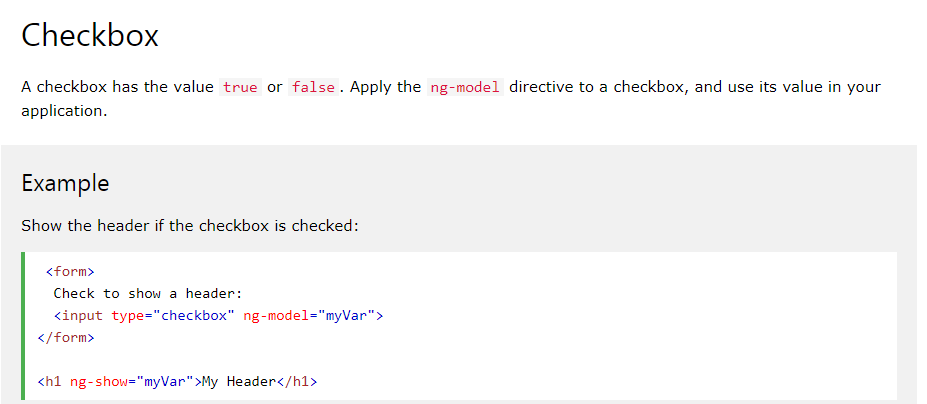 Checkbox
A checkbox has the value true or false. Apply the ng-model directive to a checkbox, and use its value in your
application.
Example
Show the header if the checkbox is checked:
<form>
Check to show a header:
<input type="checkbox" ng-model="myVar">
</form>
<h1 ng-show="myVar">My Header</h1>